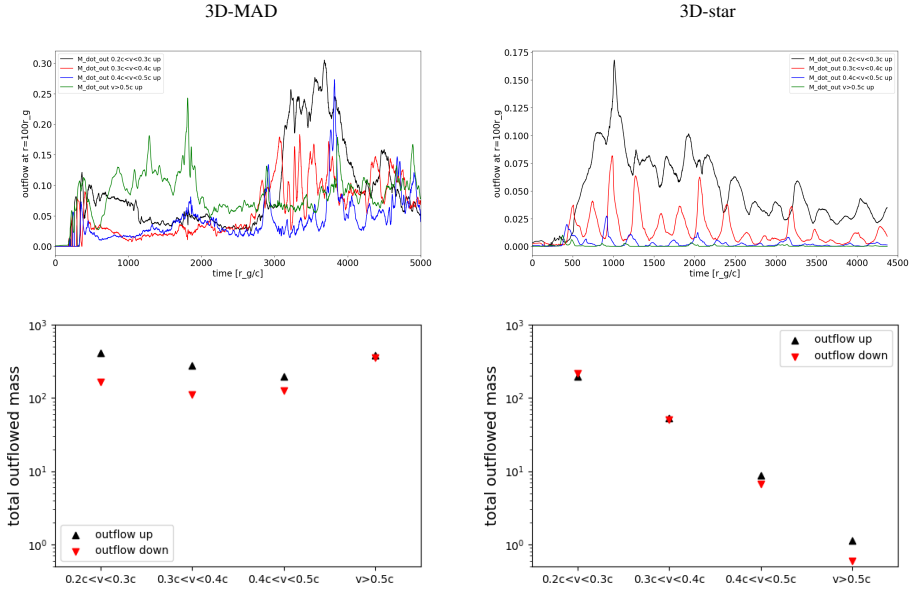 3D-MAD
3D-star
outflow at r=100r_g
0.30
0.25
0.20
0.15
0.10
0.05
0.00
M_dot_out 0.2c<v<0.3c up
M_dot_out 0.3c<v<0.4c up
M_dot_out 0.4c<v<0.5c up
M_dot_out v>0.5c up
0
1000
2000
3000
4000
5000
time [r_g/c]
outflow at r=100r_g
0.175
0.150
0.125
0.100
0.075
0.050
0.025
0.000
M_dot_out 0.2c<v<0.3c up
M_dot_out 0.3c<v<0.4c up
M_dot_out 0.4c<v<0.5c up
M_dot_out v>0.5c up
0
500
1000
1500
2000
2500
3000
3500
4000
4500
time [r_g/c]
total outflowed mass
10³
10²
10¹
10⁰
outflow up
outflow down
0.2c<v<0.3c
0.3c<v<0.4c
0.4c<v<0.5c
v>0.5c
total outflowed mass
10³
10²
10¹
10⁰
outflow up
outflow down
0.2c<v<0.3c
0.3c<v<0.4c
0.4c<v<0.5c
v>0.5c